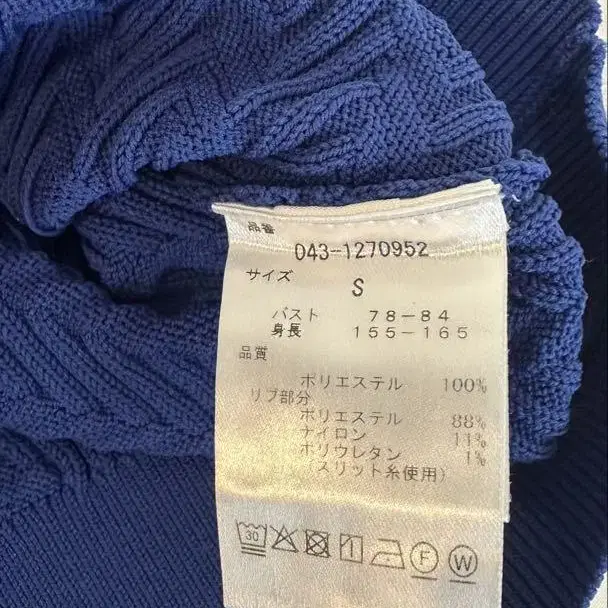 品番
043-1270952
サイズ
S
バスト 78-84
身長 155-165
品質
ポリエステル 100%
リブ部分
ポリエステル 88%
ナイロン 11%
ポリウレタン 1%
(スリット糸使用)
30 F W